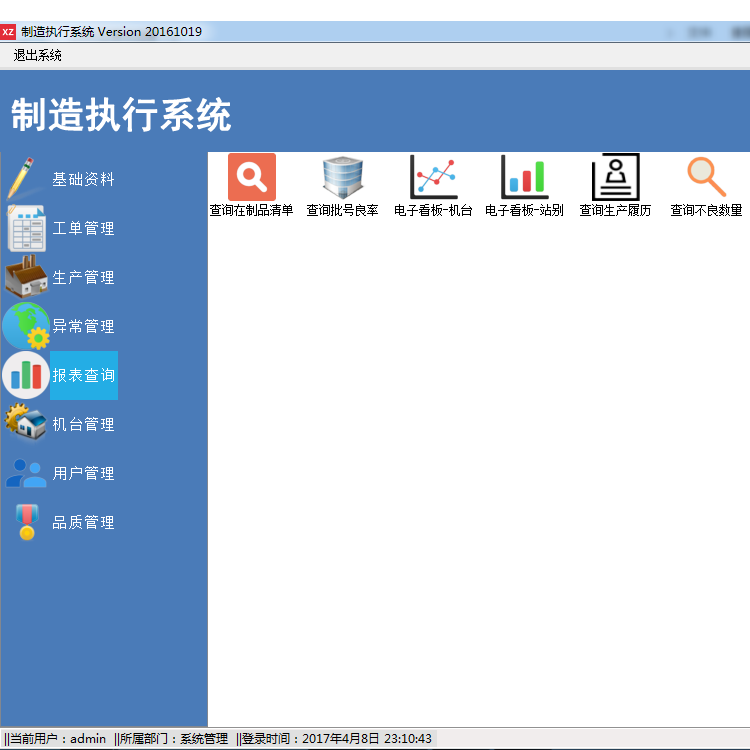 XZ 制造执行系统 Version 20161019
退出系统
制造执行系统
基础资料
工单管理
生产管理
异常管理
报表查询
机台管理
用户管理
品质管理
查询在制品清单 查询批号良率 电子看板-机台 电子看板-站别 查询生产履历 查询不良数量
||当前用户：admin ||所属部门：系统管理 ||登录时间：2017年4月8日 23:10:43